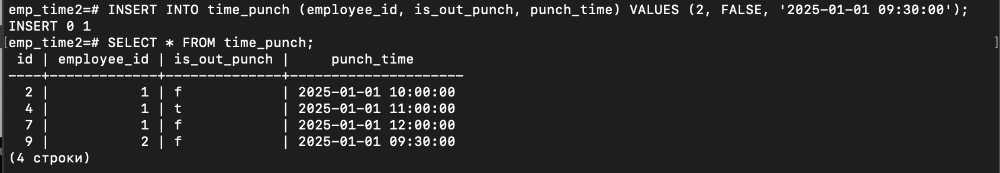 emp_time2=# INSERT INTO time_punch (employee_id, is_out_punch, punch_time) VALUES (2, FALSE, '2025-01-01 09:30:00');
INSERT 0 1
[emp_time2=# SELECT * FROM time_punch; ]
 id | employee_id | is_out_punch |     punch_time
----+-------------+--------------+---------------------
  2 |           1 | f            | 2025-01-01 10:00:00
  4 |           1 | t            | 2025-01-01 11:00:00
  7 |           1 | f            | 2025-01-01 12:00:00
  9 |           2 | f            | 2025-01-01 09:30:00
(4 строки)